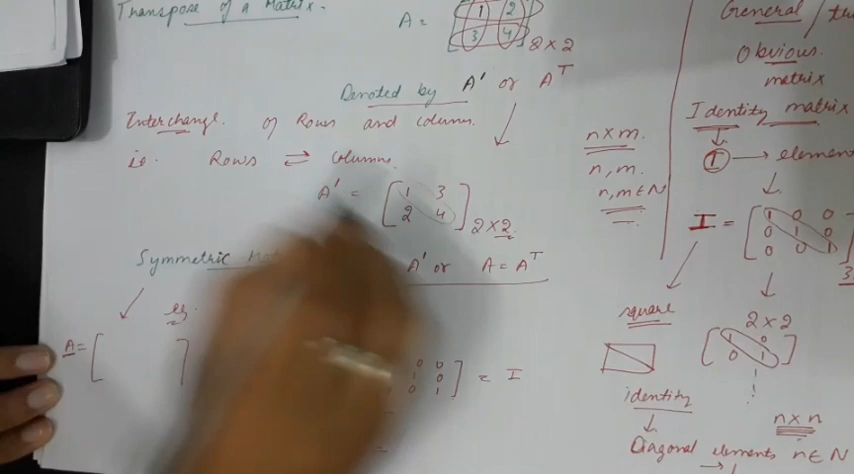 Transpose of a Matrix.
A = [ 1 2
3 4 ] 2 × 2
Denoted by A' or A^T
Interchange. of Rows and column.
ie. Rows ⇌ columns.
A' = [ 1 3
2 4 ] 2×2.
n×m.
n, m.
n, m ∈ N
Symmetric
A' or A = A^T
eg.
A = [ ]
0 0
1 0
0 1 ] = I
General /
Obvious.
matrix
Identity matrix
1 → element
I = [ 1 0 0
0 1 0
0 0 1 ]
3
square
2×2
[ 1 0
0 1 ]
identity
n×n
Diagonal elements n∈N